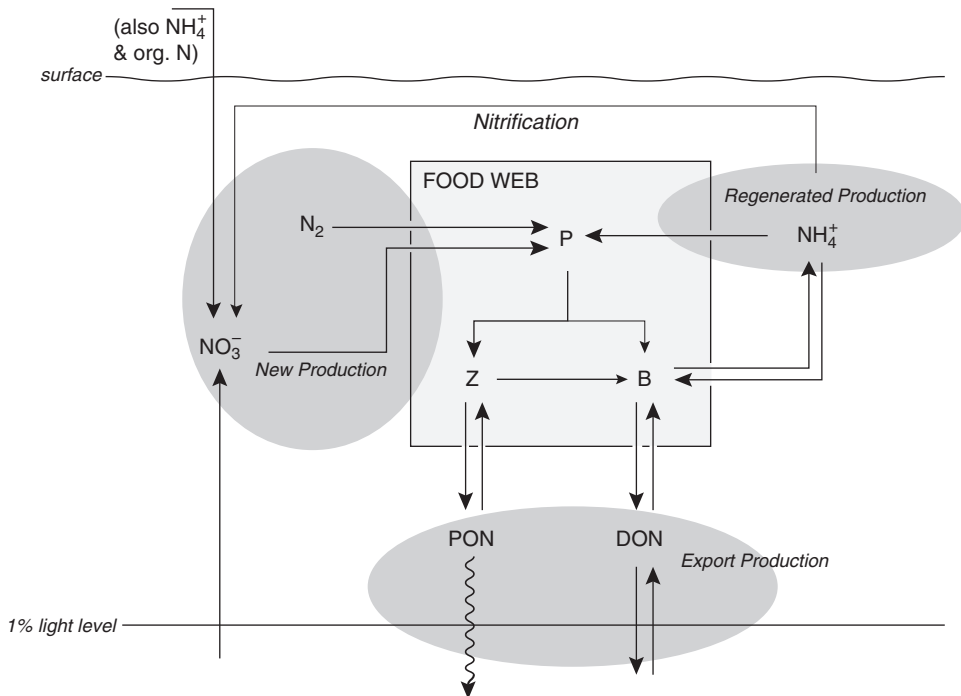 (also NH₄⁺
& org. N)
surface
Nitrification
FOOD WEB
Regenerated Production
N₂
P
NH₄⁺
NO₃⁻
New Production
Z
B
PON
DON
Export Production
1% light level